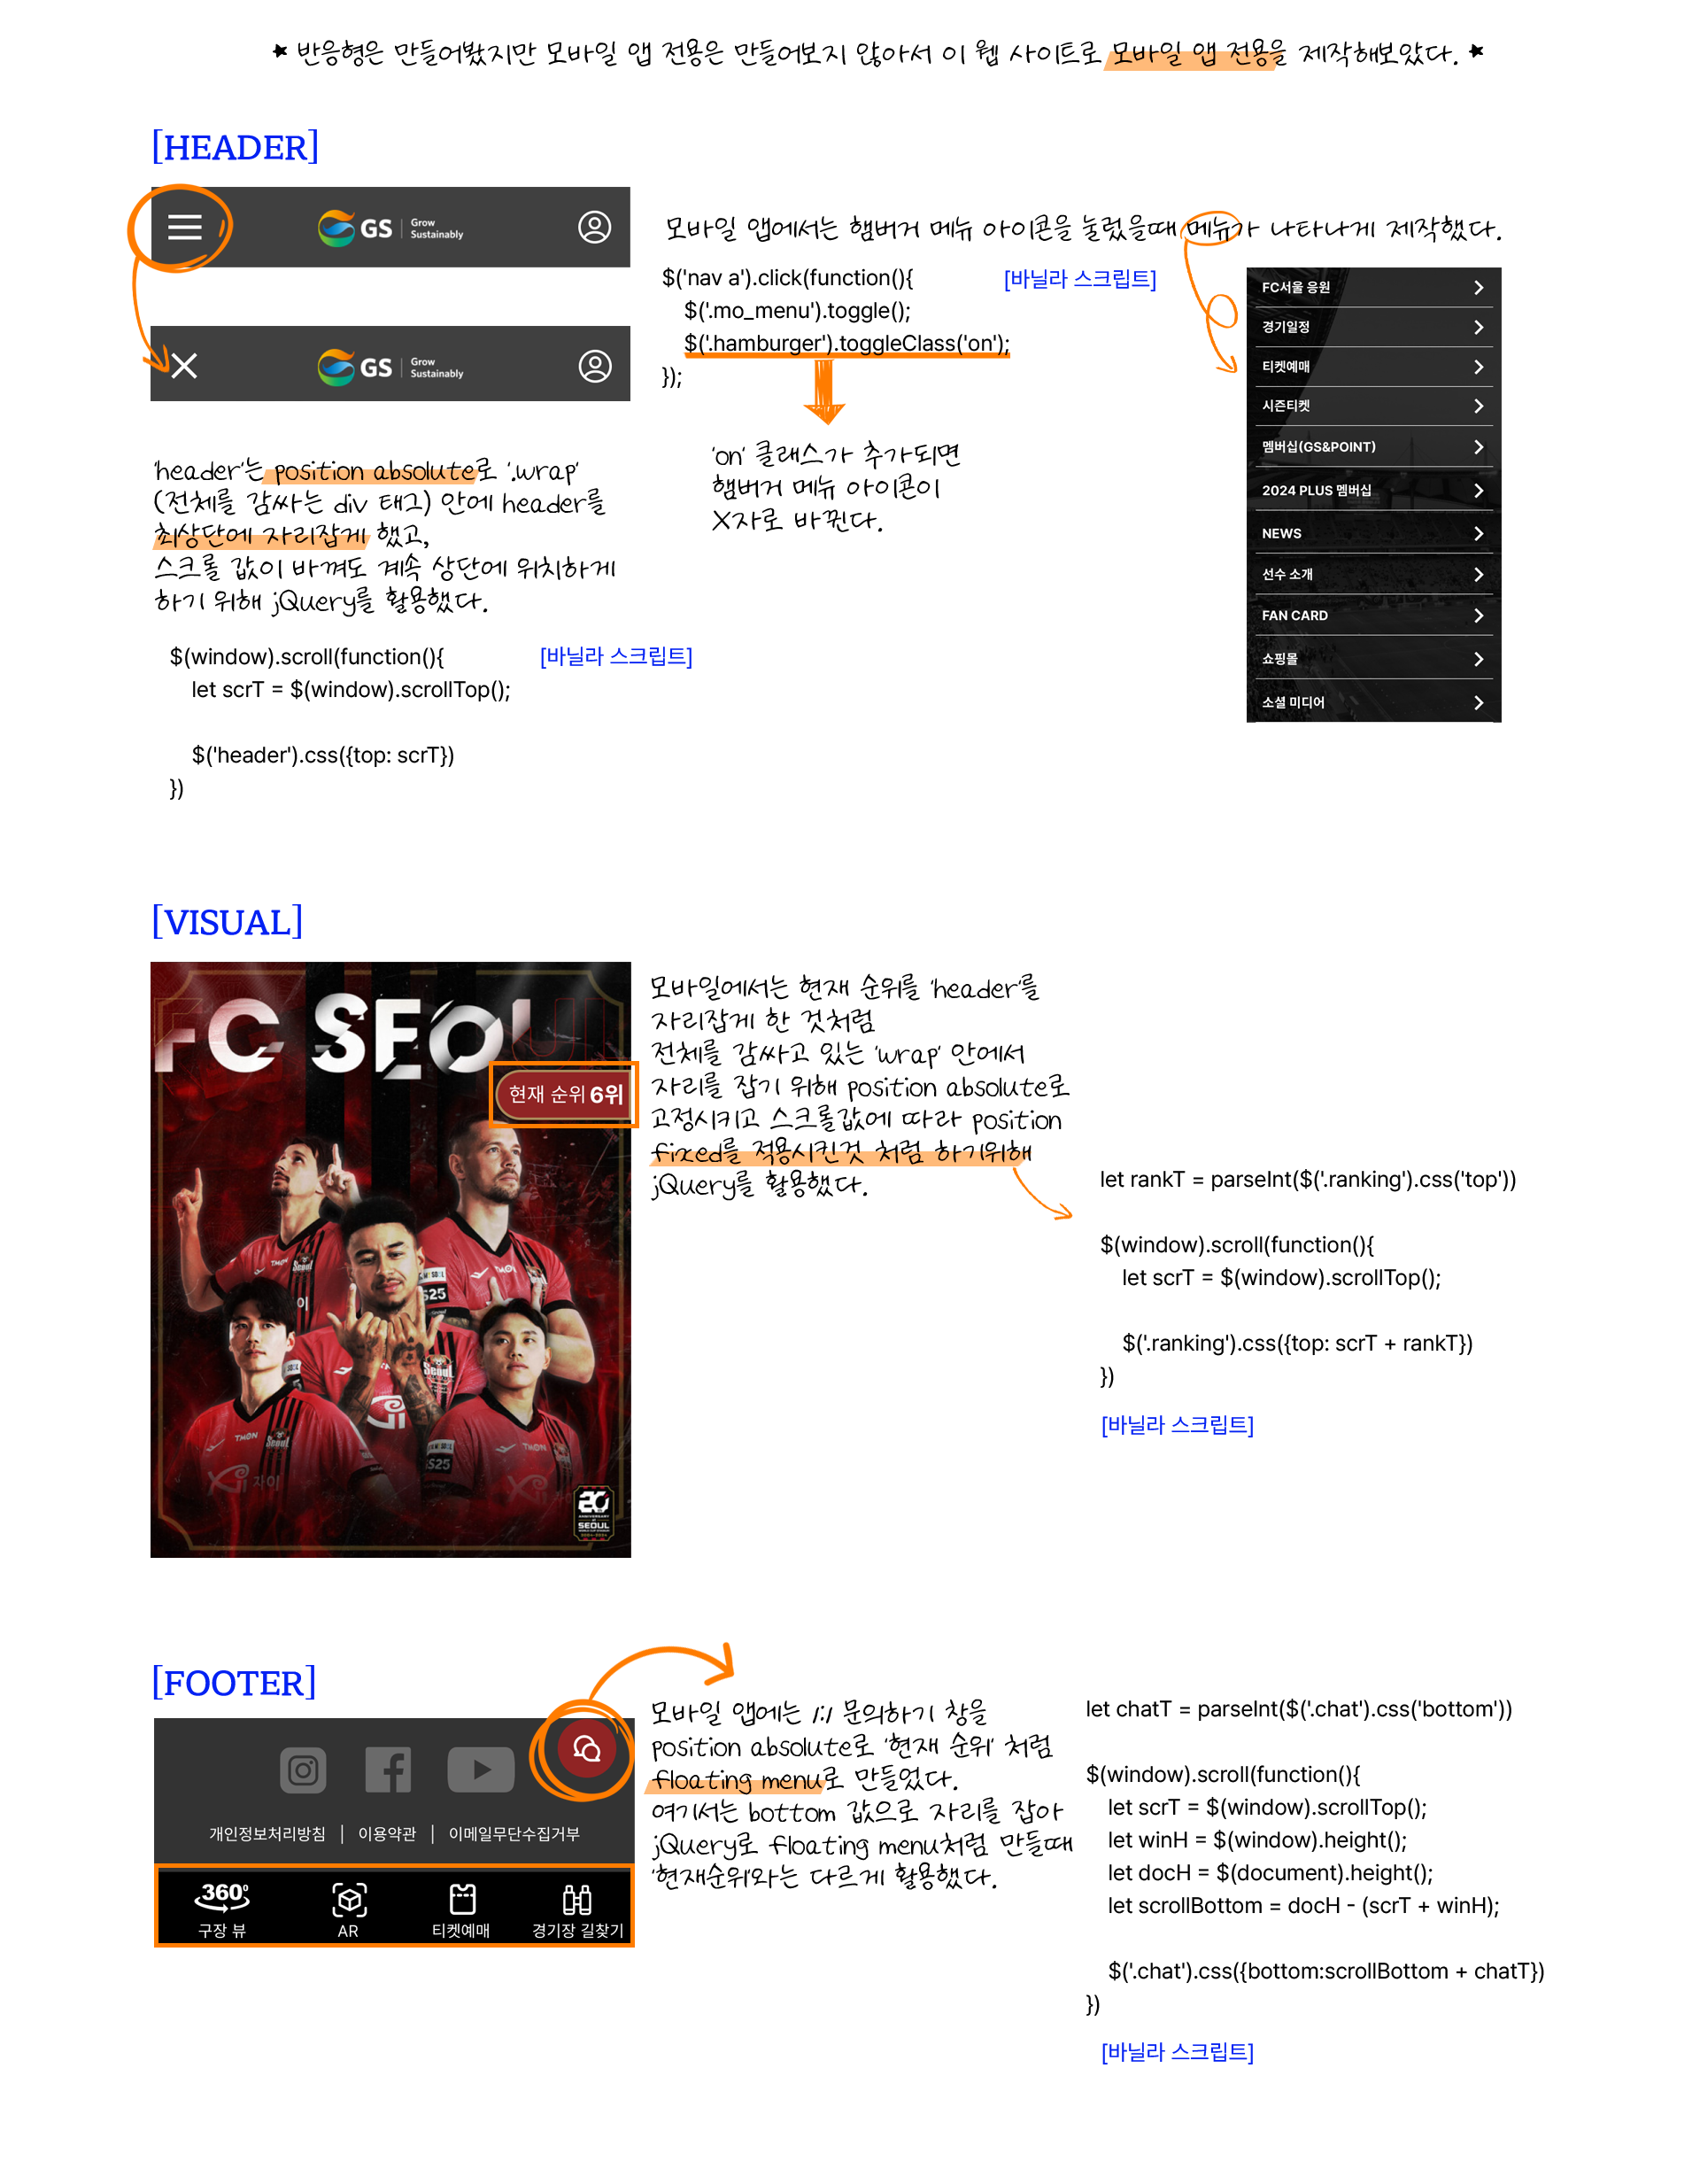 ★ 반응형은 만들어봤지만 모바일 앱 전용은 만들어보지 않아서 이 웹 사이트로 모바일 앱 전용을 제작해보았다. ★
[HEADER]
GS | Grow Sustainably
모바일 앱에서는 햄버거 메뉴 아이콘을 눌렀을때 메뉴가 나타나게 제작했다.
$('nav a').click(function(){
$('.mo_menu').toggle();
$('.hamburger').toggleClass('on');
});
[바닐라 스크립트]
GS | Grow Sustainably
'on' 클래스가 추가되면
햄버거 메뉴 아이콘이
X자로 바뀐다.
FC서울 응원
경기일정
티켓예매
시즌티켓
멤버십(GS&POINT)
2024 PLUS 멤버십
NEWS
선수 소개
FAN CARD
쇼핑몰
소셜 미디어
'header'는 position absolute로 '.wrap'
(전체를 감싸는 div 태그) 안에 header를
최상단에 자리잡게 했고,
스크롤 값이 바껴도 계속 상단에 위치하게
하기 위해 jQuery를 활용했다.
$(window).scroll(function(){
let scrT = $(window).scrollTop();
$('header').css({top: scrT})
})
[바닐라 스크립트]
[VISUAL]
FC SEOUL
현재 순위 6위
TMON
Seoul
자이
S25
20
ANNIVERSARY
SEOUL
모바일에서는 현재 순위를 'header'를
자리잡게 한 것처럼
전체를 감싸고 있는 'wrap' 안에서
자리를 잡기 위해 position absolute로
고정시키고 스크롤값에 따라 position
fixed를 적용시킨것 처럼 하기위해
jQuery를 활용했다.
let rankT = parseInt($('.ranking').css('top'))
$(window).scroll(function(){
let scrT = $(window).scrollTop();
$('.ranking').css({top: scrT + rankT})
})
[바닐라 스크립트]
[FOOTER]
개인정보처리방침 | 이용약관 | 이메일무단수집거부
360°
구장 뷰
AR
티켓예매
경기장 길찾기
모바일 앱에는 1:1 문의하기 창을
position absolute로 '현재 순위' 처럼
floating menu로 만들었다.
여기서는 bottom 값으로 자리를 잡아
jQuery로 floating menu처럼 만들때
'현재순위'와는 다르게 활용했다.
let chatT = parseInt($('.chat').css('bottom'))
$(window).scroll(function(){
let scrT = $(window).scrollTop();
let winH = $(window).height();
let docH = $(document).height();
let scrollBottom = docH - (scrT + winH);
$('.chat').css({bottom:scrollBottom + chatT})
})
[바닐라 스크립트]